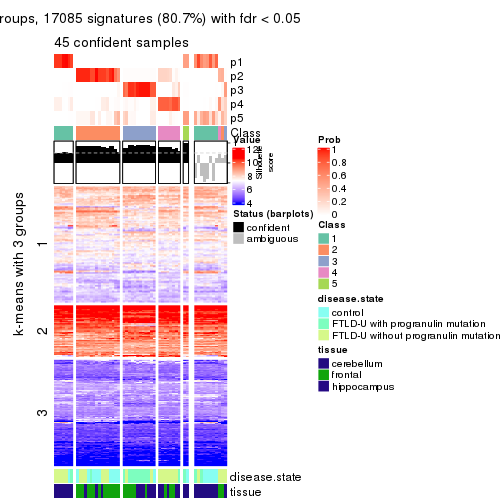 roups, 17085 signatures (80.7%) with fdr < 0.05
45 confident samples
p1
p2
p3
p4
p5
Class
k-means with 3 groups
1
2
3
disease.state
tissue
Value
12
10
8
6
4
Silhouette
score
Status (barplots)
confident
ambiguous
Prob
1
0.8
0.6
0.4
0.2
0
Class
1
2
3
4
5
disease.state
control
FTLD-U with progranulin mutation
FTLD-U without progranulin mutation
tissue
cerebellum
frontal
hippocampus